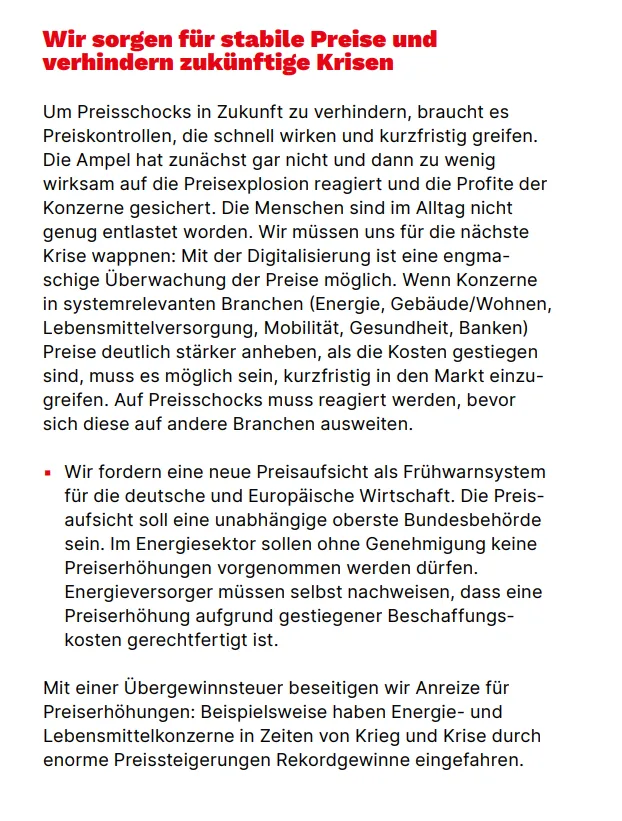 Wir sorgen für stabile Preise und
verhindern zukünftige Krisen
Um Preisschocks in Zukunft zu verhindern, braucht es
Preiskontrollen, die schnell wirken und kurzfristig greifen.
Die Ampel hat zunächst gar nicht und dann zu wenig
wirksam auf die Preisexplosion reagiert und die Profite der
Konzerne gesichert. Die Menschen sind im Alltag nicht
genug entlastet worden. Wir müssen uns für die nächste
Krise wappnen: Mit der Digitalisierung ist eine engma-
schige Überwachung der Preise möglich. Wenn Konzerne
in systemrelevanten Branchen (Energie, Gebäude/Wohnen,
Lebensmittelversorgung, Mobilität, Gesundheit, Banken)
Preise deutlich stärker anheben, als die Kosten gestiegen
sind, muss es möglich sein, kurzfristig in den Markt einzu-
greifen. Auf Preisschocks muss reagiert werden, bevor
sich diese auf andere Branchen ausweiten.
▪ Wir fordern eine neue Preisaufsicht als Frühwarnsystem
für die deutsche und Europäische Wirtschaft. Die Preis-
aufsicht soll eine unabhängige oberste Bundesbehörde
sein. Im Energiesektor sollen ohne Genehmigung keine
Preiserhöhungen vorgenommen werden dürfen.
Energieversorger müssen selbst nachweisen, dass eine
Preiserhöhung aufgrund gestiegener Beschaffungs-
kosten gerechtfertigt ist.
Mit einer Übergewinnsteuer beseitigen wir Anreize für
Preiserhöhungen: Beispielsweise haben Energie- und
Lebensmittelkonzerne in Zeiten von Krieg und Krise durch
enorme Preissteigerungen Rekordgewinne eingefahren.